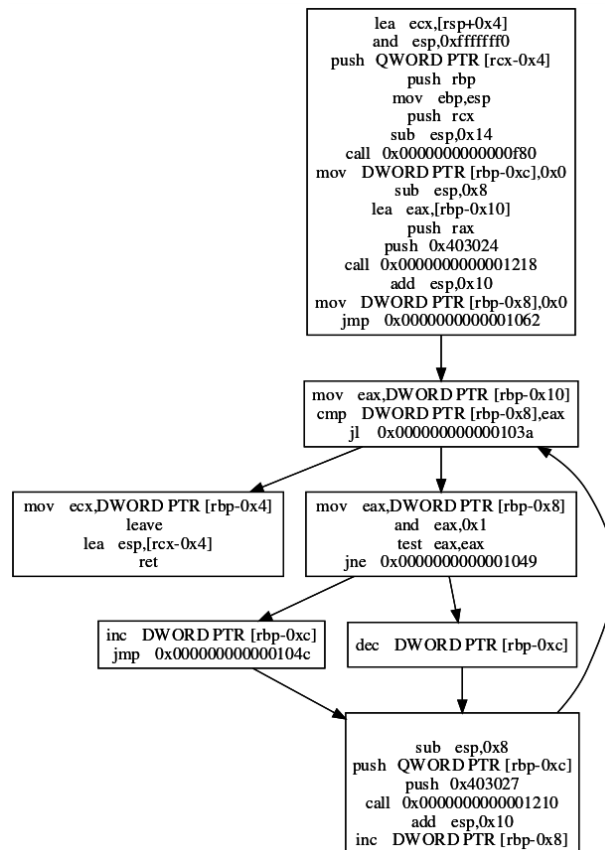 lea ecx,[rsp+0x4]
and esp,0xfffffff0
push QWORD PTR [rcx-0x4]
push rbp
mov ebp,esp
push rcx
sub esp,0x14
call 0x0000000000000f80
mov DWORD PTR [rbp-0xc],0x0
sub esp,0x8
lea eax,[rbp-0x10]
push rax
push 0x403024
call 0x0000000000001218
add esp,0x10
mov DWORD PTR [rbp-0x8],0x0
jmp 0x0000000000001062
mov eax,DWORD PTR [rbp-0x10]
cmp DWORD PTR [rbp-0x8],eax
jl 0x000000000000103a
mov ecx,DWORD PTR [rbp-0x4]
leave
lea esp,[rcx-0x4]
ret
mov eax,DWORD PTR [rbp-0x8]
and eax,0x1
test eax,eax
jne 0x0000000000001049
inc DWORD PTR [rbp-0xc]
jmp 0x000000000000104c
dec DWORD PTR [rbp-0xc]
sub esp,0x8
push QWORD PTR [rbp-0xc]
push 0x403027
call 0x0000000000001210
add esp,0x10
inc DWORD PTR [rbp-0x8]